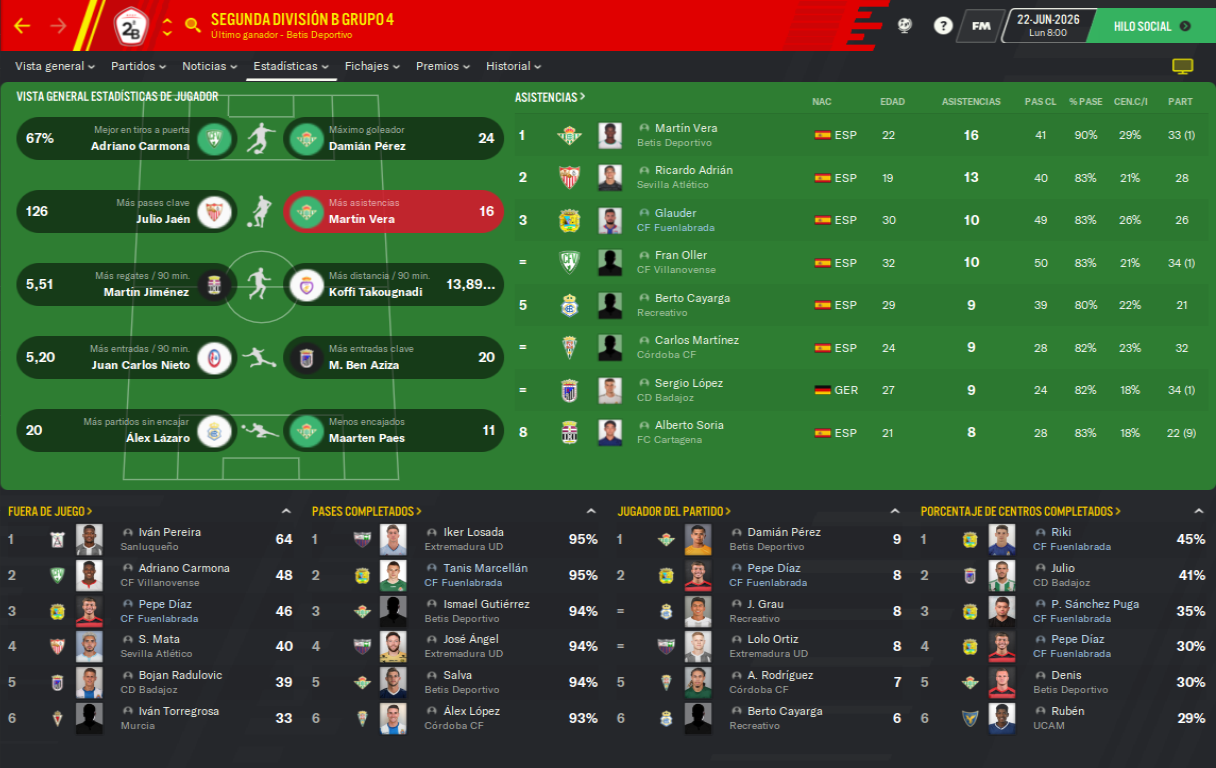 SEGUNDA DIVISIÓN B GRUPO 4
Último ganador - Betis Deportivo
2ªB
?
FM
22-JUN-2026
Lun 8:00
HILO SOCIAL
Vista general Partidos Noticias Estadísticas Fichajes Premios Historial
VISTA GENERAL ESTADÍSTICAS DE JUGADOR
67% Mejor en tiros a puerta
Adriano Carmona
Máximo goleador
Damián Pérez 24
126 Más pases clave
Julio Jaén
Más asistencias
Martín Vera 16
5,51 Más regates / 90 min.
Martín Jiménez
Más distancia / 90 min.
Koffi Takougnadi 13,89...
5,20 Más entradas / 90 min.
Juan Carlos Nieto
Más entradas clave
M. Ben Aziza 20
20 Más partidos sin encajar
Álex Lázaro
Menos encajados
Maarten Paes 11
ASISTENCIAS > NAC EDAD ASISTENCIAS PAS CL % PASE CEN.C/I PART
1 Martín Vera ESP 22 16 41 90% 29% 33 (1)
Betis Deportivo
2 Ricardo Adrián ESP 19 13 40 83% 21% 28
Sevilla Atlético
3 Glauder ESP 30 10 49 83% 26% 26
CF Fuenlabrada
= Fran Oller ESP 32 10 50 83% 21% 34 (1)
CF Villanovense
5 Berto Cayarga ESP 29 9 39 80% 22% 21
Recreativo
= Carlos Martínez ESP 24 9 28 82% 23% 32
Córdoba CF
= Sergio López GER 27 9 24 82% 18% 34 (1)
CD Badajoz
8 Alberto Soria ESP 21 8 28 83% 18% 22 (9)
FC Cartagena
FUERA DE JUEGO >
1 Iván Pereira 64
Sanluqueño
2 Adriano Carmona 48
CF Villanovense
3 Pepe Díaz 46
CF Fuenlabrada
4 S. Mata 40
Sevilla Atlético
5 Bojan Radulovic 39
CD Badajoz
6 Iván Torregrosa 33
Murcia
PASES COMPLETADOS >
1 Iker Losada 95%
Extremadura UD
2 Tanis Marcellán 95%
CF Fuenlabrada
3 Ismael Gutiérrez 94%
Betis Deportivo
4 José Ángel 94%
Extremadura UD
5 Salva 94%
Betis Deportivo
6 Álex López 93%
Córdoba CF
JUGADOR DEL PARTIDO >
1 Damián Pérez 9
Betis Deportivo
2 Pepe Díaz 8
CF Fuenlabrada
= J. Grau 8
Recreativo
= Lolo Ortiz 8
Extremadura UD
5 A. Rodríguez 7
Córdoba CF
6 Berto Cayarga 6
Recreativo
PORCENTAJE DE CENTROS COMPLETADOS >
1 Riki 45%
CF Fuenlabrada
2 Julio 41%
CD Badajoz
3 P. Sánchez Puga 35%
CF Fuenlabrada
4 Pepe Díaz 30%
CF Fuenlabrada
5 Denis 30%
Betis Deportivo
6 Rubén 29%
UCAM